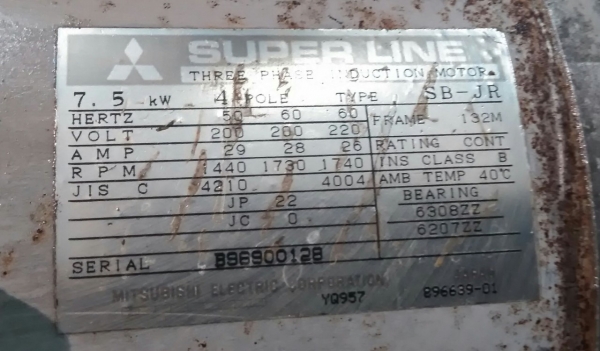 SUPER LINE
THREE PHASE INDUCTION MOTOR
7.5 kW 4 POLE TYPE SB-JR
HERTZ 50 60 60 FRAME 132M
VOLT 200 200 220
AMP 29 28 26 RATING CONT
RPM 1440 1730 1740 INS CLASS B
JIS C 4210 4004 AMB TEMP 40℃
JP 22 BEARING
JC 0 6308ZZ
6207ZZ
SERIAL 896900128
MITSUBISHI ELECTRIC CORPORATION JAPAN
YQ957 896639-01